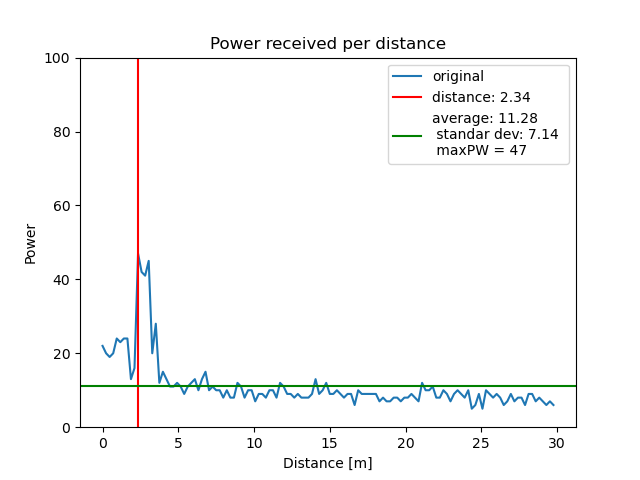 Power received per distance
100
80
60
40
20
0
Power
original
distance: 2.34
average: 11.28
standar dev: 7.14
maxPW = 47
0 5 10 15 20 25 30
Distance [m]